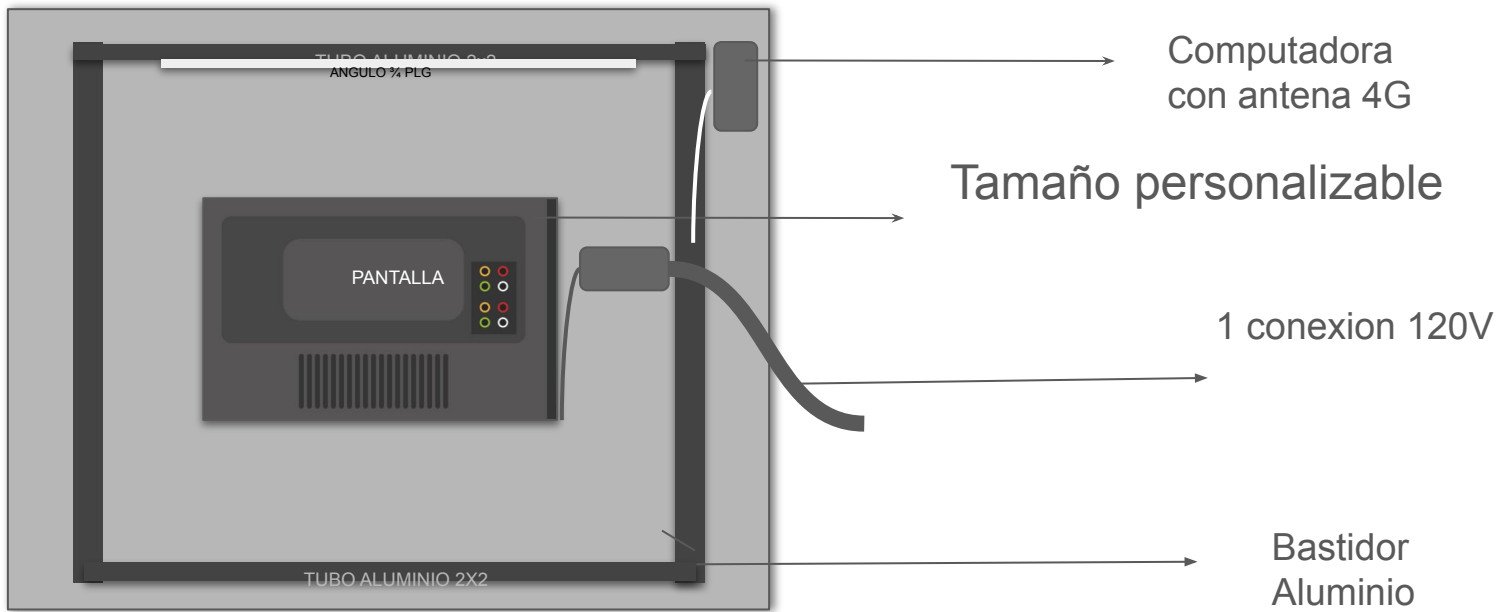 TUBO ALUMINIO 2x2
ANGULO ¾ PLG
Computadora
con antena 4G
Tamaño personalizable
PANTALLA
1 conexion 120V
Bastidor
Aluminio
TUBO ALUMINIO 2X2